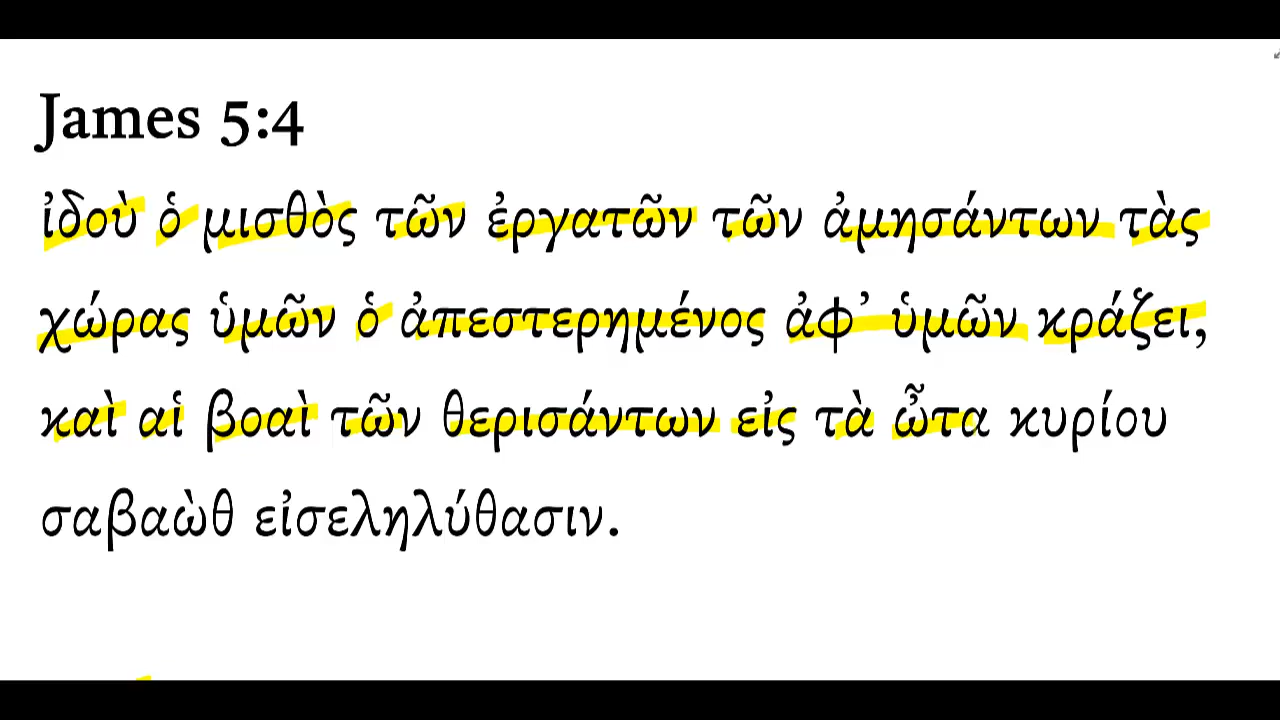 James 5:4
ἰδοὺ ὁ μισθὸς τῶν ἐργατῶν τῶν ἀμησάντων τὰς
χώρας ὑμῶν ὁ ἀπεστερημένος ἀφ᾽ ὑμῶν κράζει,
καὶ αἱ βοαὶ τῶν θερισάντων εἰς τὰ ὦτα κυρίου
σαβαὼθ εἰσεληλύθασιν.